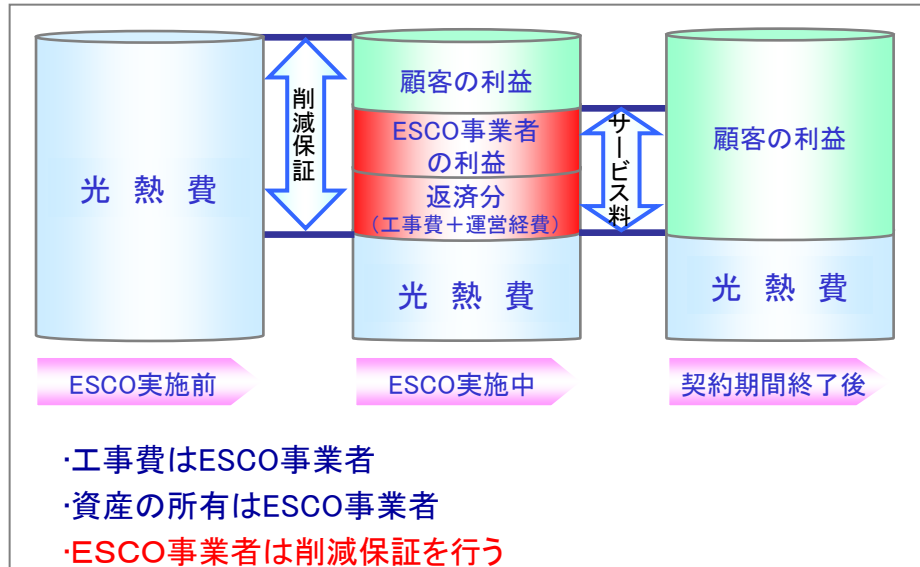 光 熱 費
削減保証
顧客の利益
ESCO事業者
の利益
返済分
（工事費＋運営経費）
光 熱 費
サービス料
顧客の利益
光 熱 費
ESCO実施前
ESCO実施中
契約期間終了後
・工事費はESCO事業者
・資産の所有はESCO事業者
・ESCO事業者は削減保証を行う